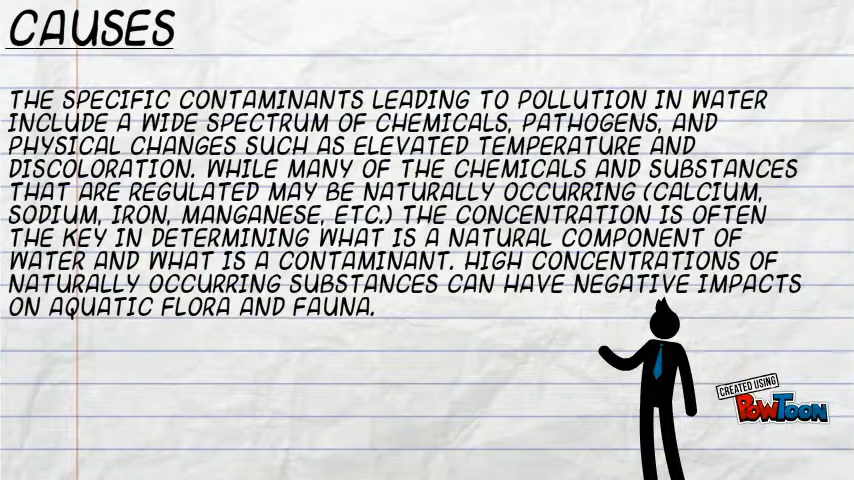 CAUSES
THE SPECIFIC CONTAMINANTS LEADING TO POLLUTION IN WATER
INCLUDE A WIDE SPECTRUM OF CHEMICALS, PATHOGENS, AND
PHYSICAL CHANGES SUCH AS ELEVATED TEMPERATURE AND
DISCOLORATION. WHILE MANY OF THE CHEMICALS AND SUBSTANCES
THAT ARE REGULATED MAY BE NATURALLY OCCURRING (CALCIUM,
SODIUM, IRON, MANGANESE, ETC.) THE CONCENTRATION IS OFTEN
THE KEY IN DETERMINING WHAT IS A NATURAL COMPONENT OF
WATER AND WHAT IS A CONTAMINANT. HIGH CONCENTRATIONS OF
NATURALLY OCCURRING SUBSTANCES CAN HAVE NEGATIVE IMPACTS
ON AQUATIC FLORA AND FAUNA.
CREATED USING
POWTOON